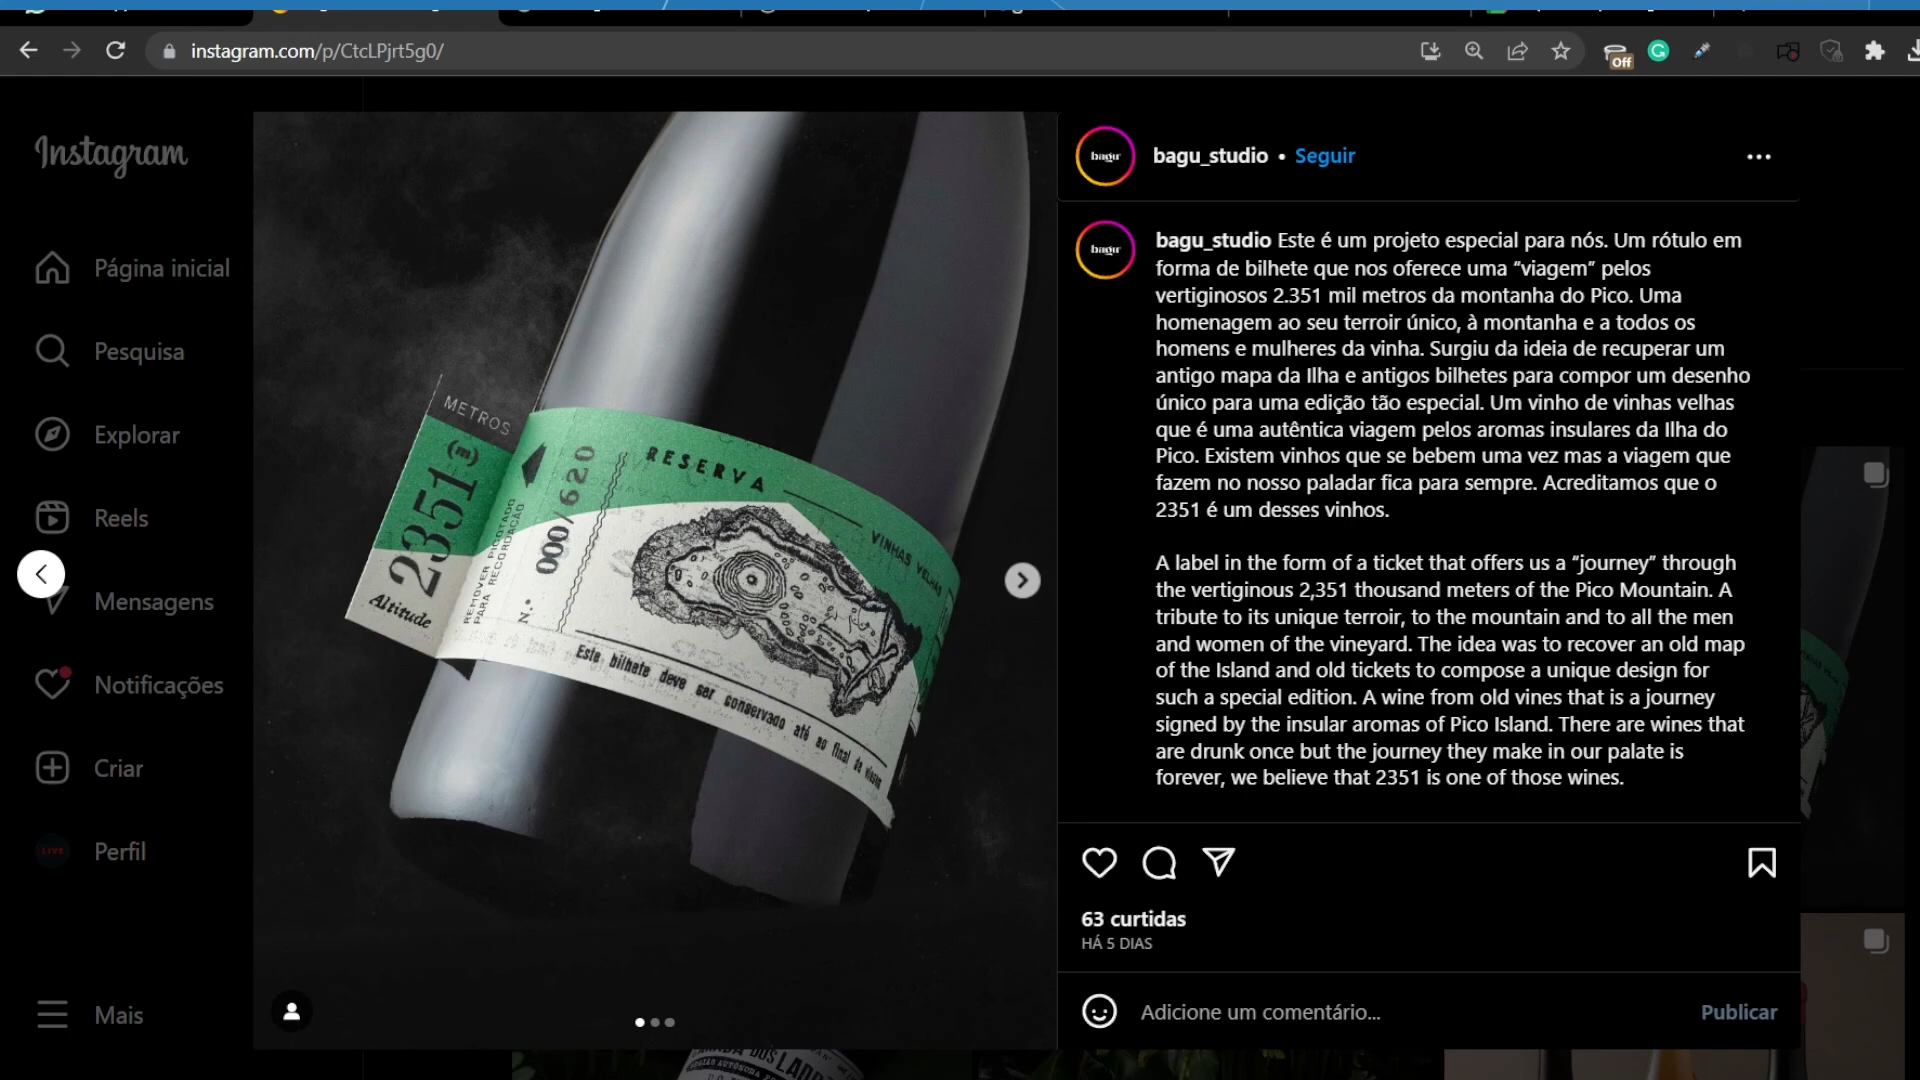 instagram.com/p/CtcLPjrt5g0/
Off
Instagram
Página inicial
Pesquisa
Explorar
Reels
Mensagens
Notificações
Criar
LIVE
Perfil
Mais
METROS
2351 (m)
Altitude
REMOVER PICOTADO
PARA RECORDAÇÃO
N.º 000/620
RESERVA
VINHAS VELHAS
Este bilhete deve ser conservado até ao final da viagem
bagu
bagu_studio • Seguir
bagu
bagu_studio Este é um projeto especial para nós. Um rótulo em
forma de bilhete que nos oferece uma “viagem” pelos
vertiginosos 2.351 mil metros da montanha do Pico. Uma
homenagem ao seu terroir único, à montanha e a todos os
homens e mulheres da vinha. Surgiu da ideia de recuperar um
antigo mapa da Ilha e antigos bilhetes para compor um desenho
único para uma edição tão especial. Um vinho de vinhas velhas
que é uma autêntica viagem pelos aromas insulares da Ilha do
Pico. Existem vinhos que se bebem uma vez mas a viagem que
fazem no nosso paladar fica para sempre. Acreditamos que o
2351 é um desses vinhos.
A label in the form of a ticket that offers us a “journey” through
the vertiginous 2,351 thousand meters of the Pico Mountain. A
tribute to its unique terroir, to the mountain and to all the men
and women of the vineyard. The idea was to recover an old map
of the Island and old tickets to compose a unique design for
such a special edition. A wine from old vines that is a journey
signed by the insular aromas of Pico Island. There are wines that
are drunk once but the journey they make in our palate is
forever, we believe that 2351 is one of those wines.
63 curtidas
HÁ 5 DIAS
Adicione um comentário...
Publicar